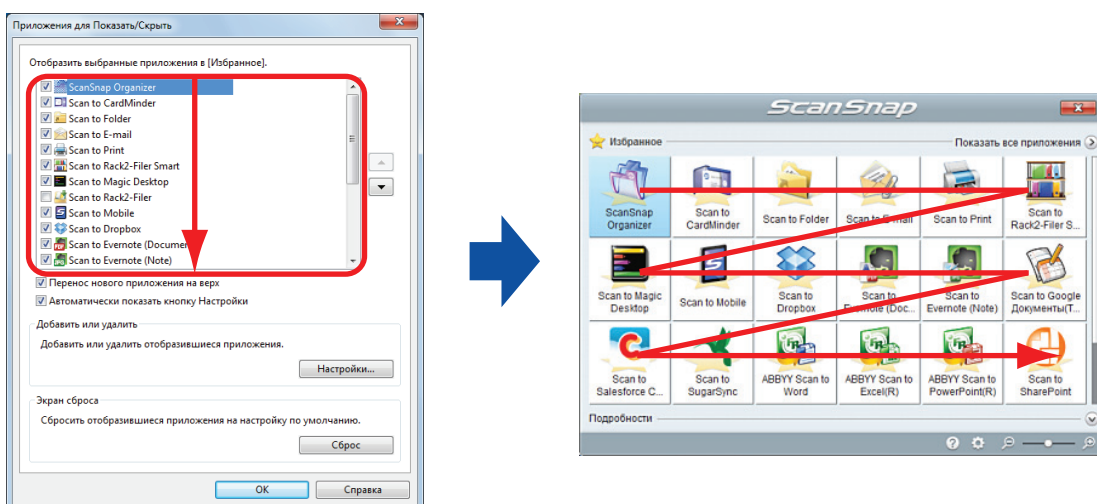 Приложения для Показать/Скрыть
Отобразить выбранные приложения в [Избранное].
ScanSnap Organizer
Scan to CardMinder
Scan to Folder
Scan to E-mail
Scan to Print
Scan to Rack2-Filer Smart
Scan to Magic Desktop
Scan to Rack2-Filer
Scan to Mobile
Scan to Dropbox
Scan to Evernote (Documen
Scan to Evernote (Note)
Перенос нового приложения на верх
Автоматически показать кнопку Настройки
Добавить или удалить
Добавить или удалить отобразившиеся приложения.
Настройки...
Экран сброса
Сбросить отобразившиеся приложения на настройку по умолчанию.
Сброс
OK Справка
ScanSnap
Избранное Показать все приложения
ScanSnap Organizer
Scan to CardMinder
Scan to Folder
Scan to E-mail
Scan to Print
Scan to Rack2-Filer S...
Scan to Magic Desktop
Scan to Mobile
Scan to Dropbox
Scan to Evernote (Doc...
Scan to Evernote (Note)
Scan to Google Документы(Т...
Scan to Salesforce C...
Scan to SugarSync
ABBYY Scan to Word
ABBYY Scan to Excel(R)
ABBYY Scan to PowerPoint(R)
Scan to SharePoint
Подробности